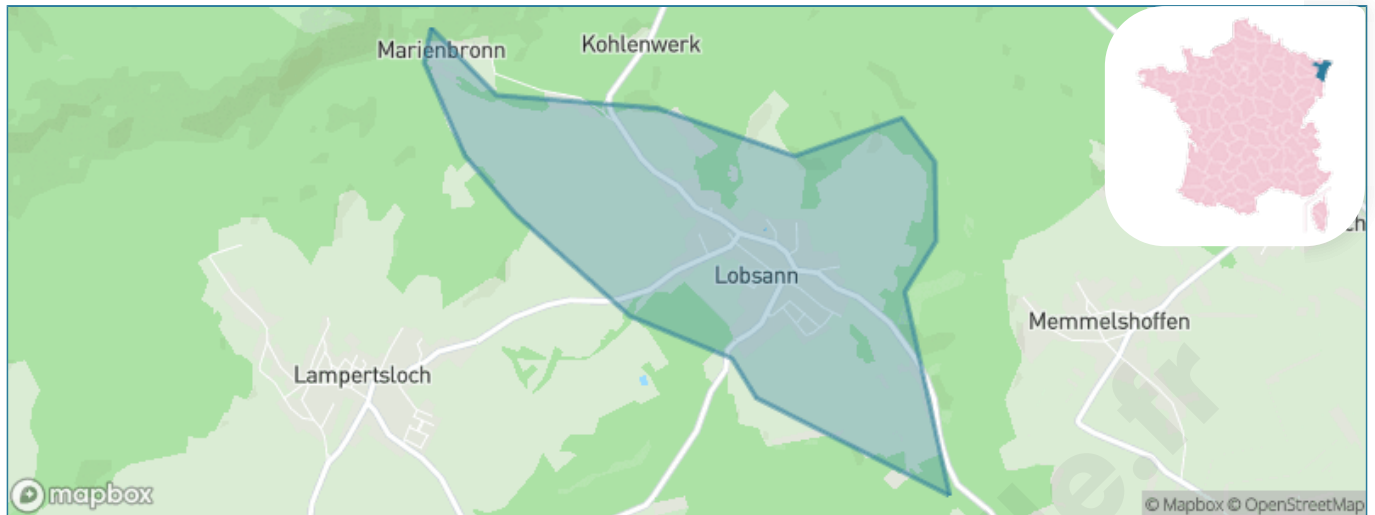 Marienbronn
Kohlenwerk
Lobsann
Memmelshoffen
Lampertsloch
mapbox
© Mapbox © OpenStreetMap